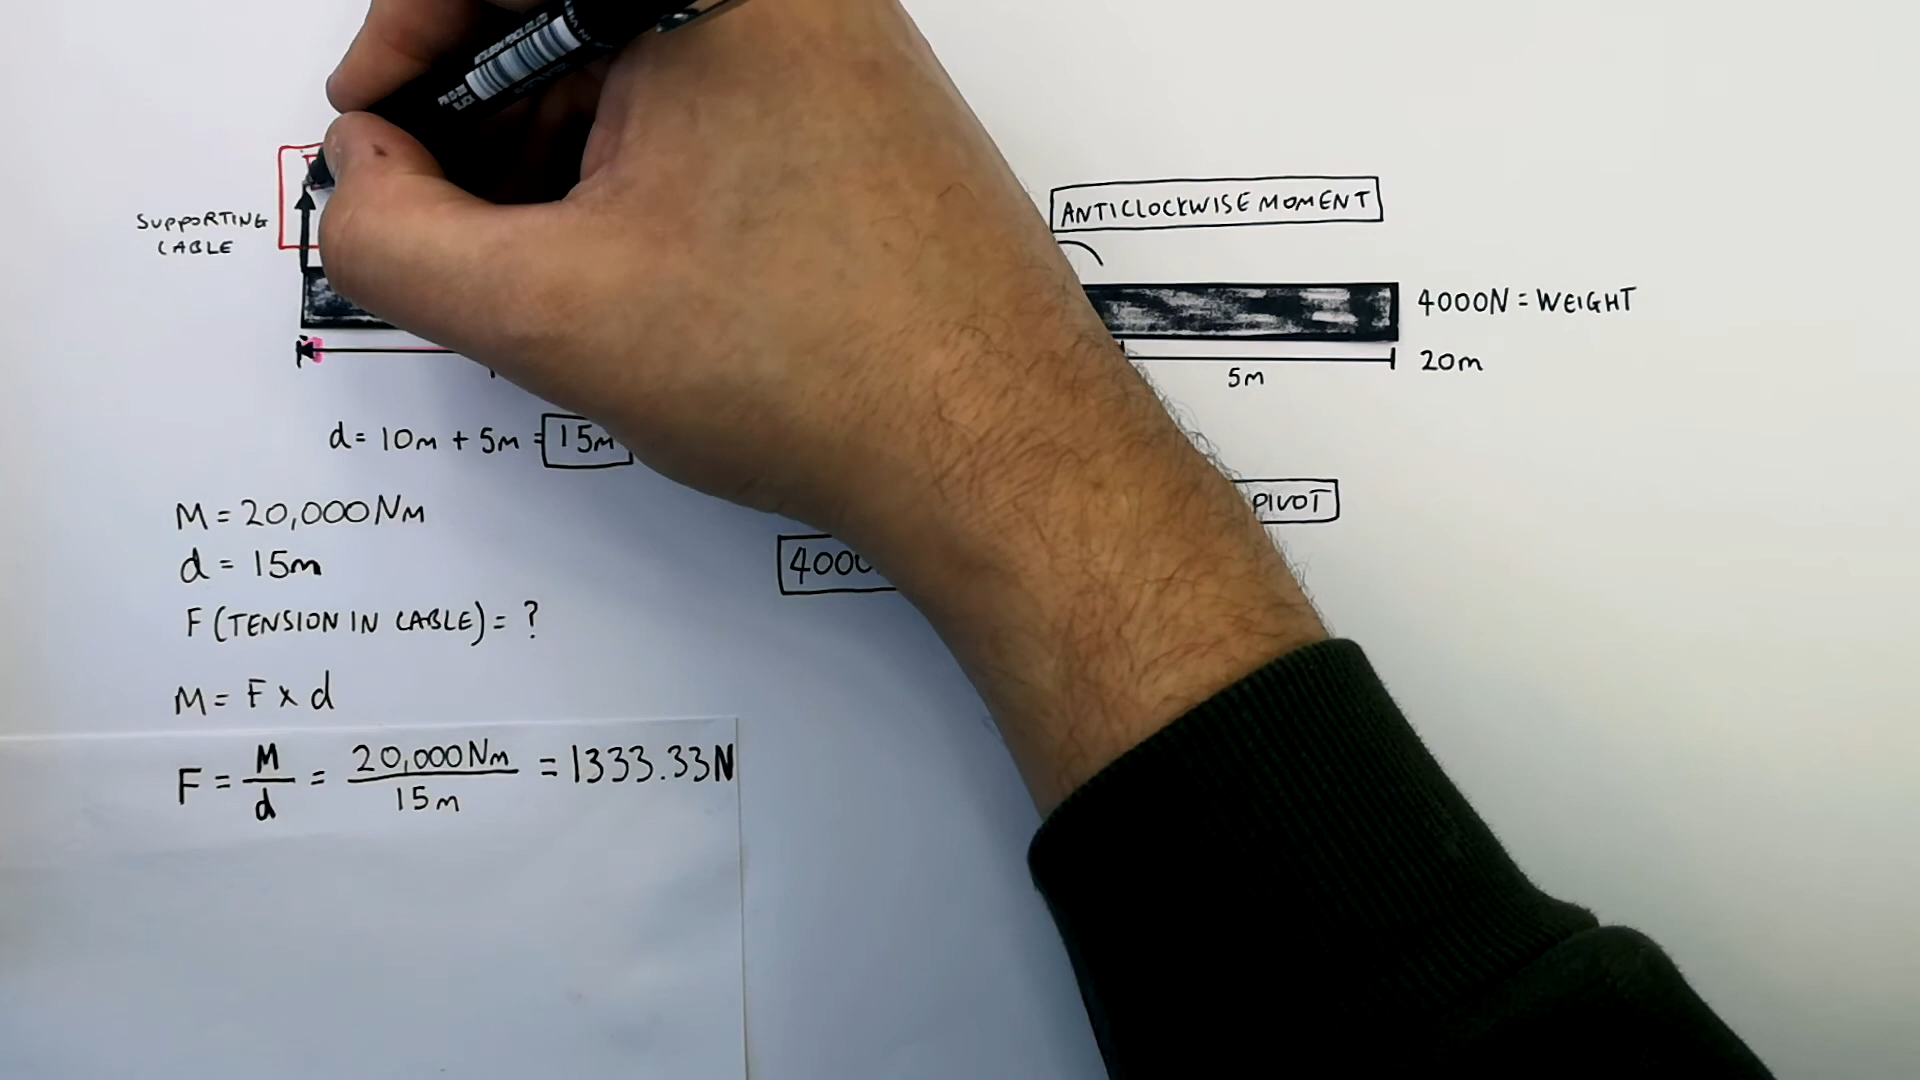 ANTICLOCKWISE MOMENT
SUPPORTING
CABLE
4000N = WEIGHT
20m
5m
d = 10m + 5m = 15m
PIVOT
M = 20,000Nm
d = 15m
F (TENSION IN CABLE) = ?
M = F x d
F = M/d = 20,000Nm/15m = 1333.33N